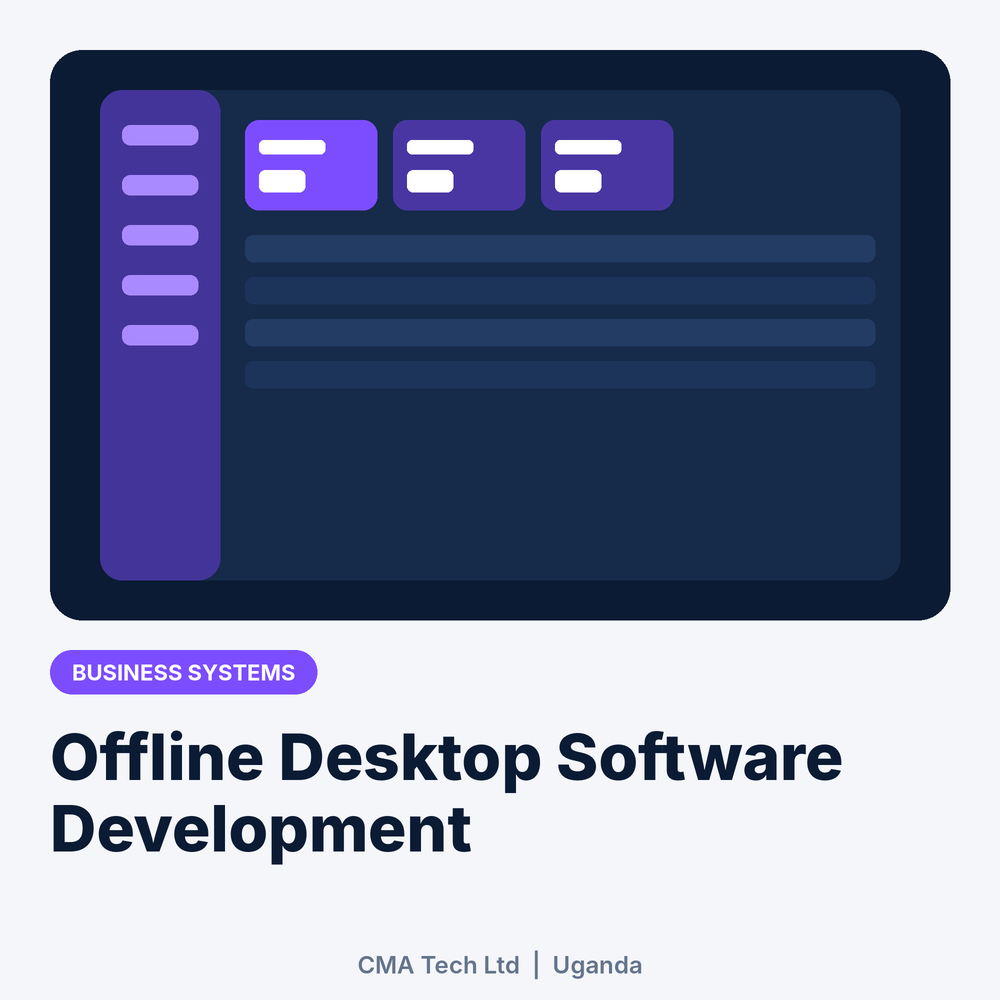 BUSINESS SYSTEMS
Offline Desktop Software
Development
CMA Tech Ltd | Uganda